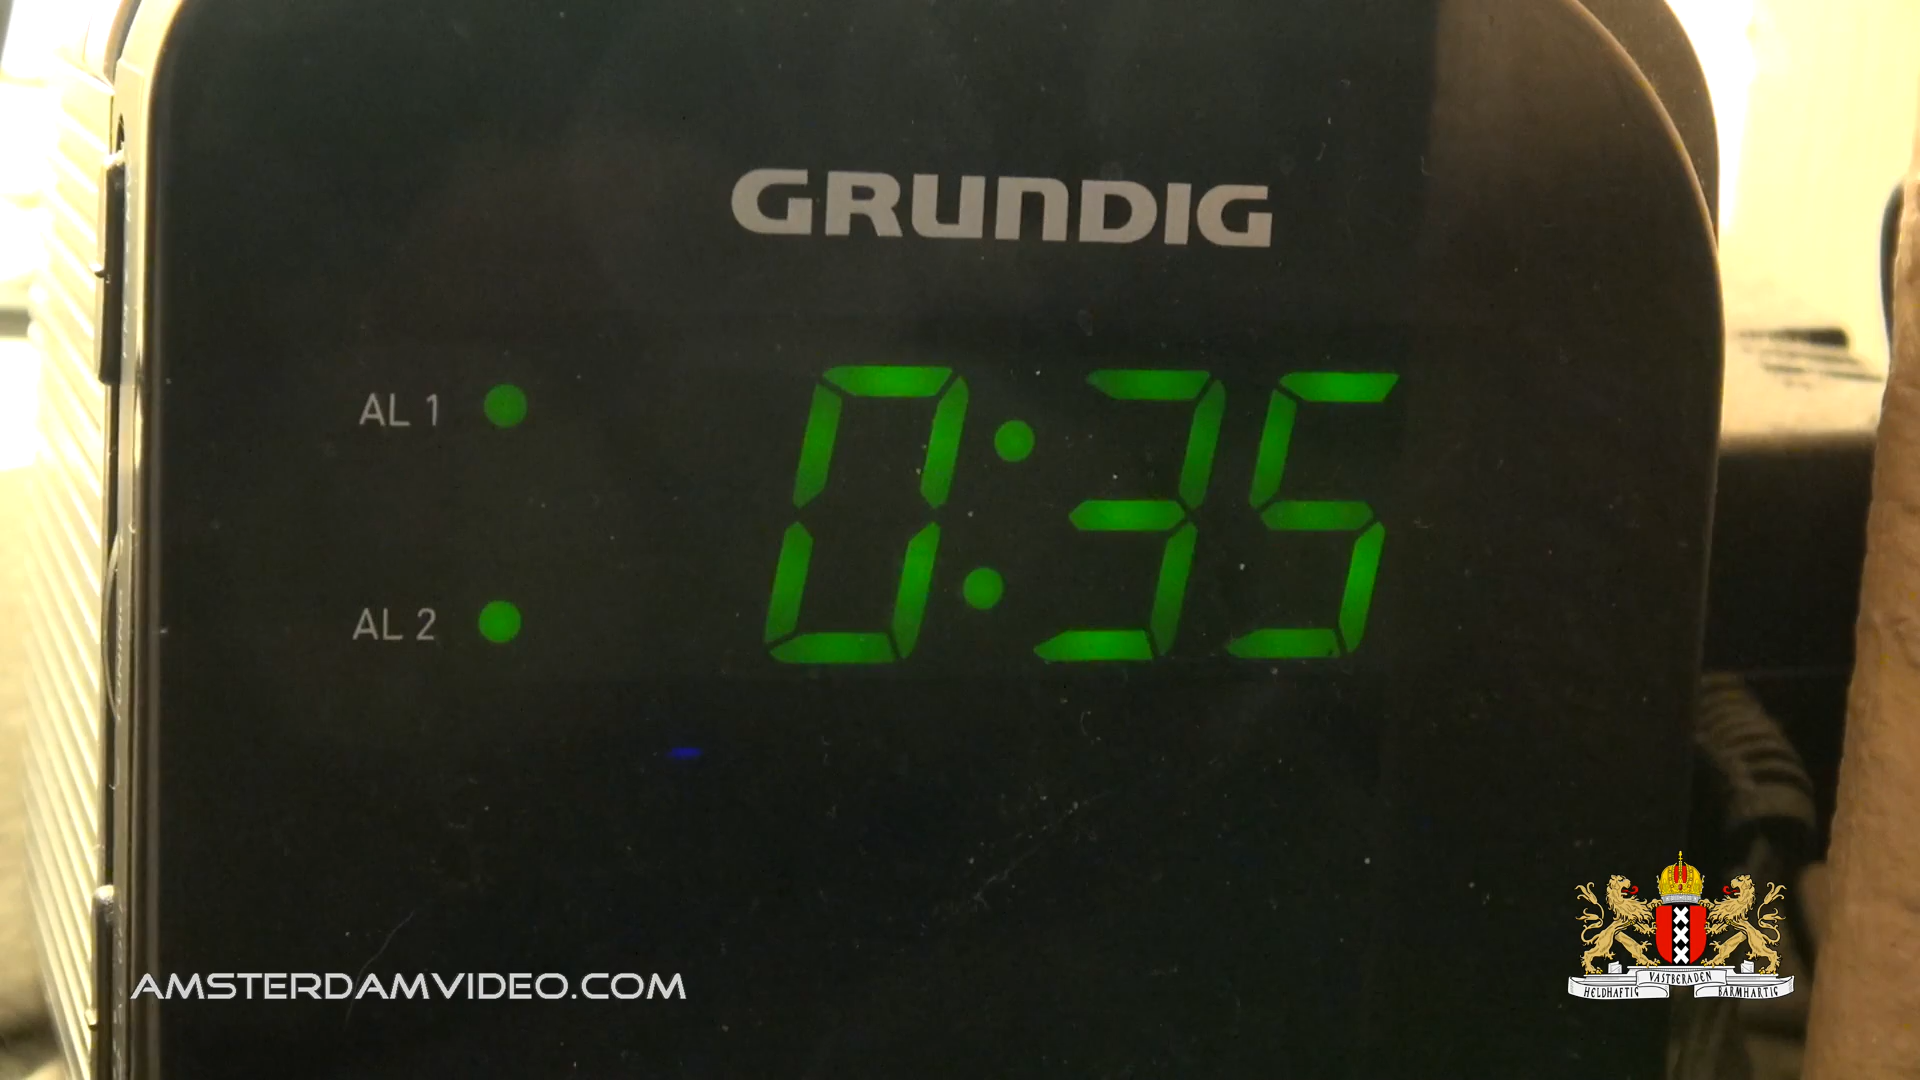 GRUNDIG
AL 1
0:35
AL 2
AMSTERDAMVIDEO.COM
VASTBERADEN
HELDHAFTIG
BARMHARTIG